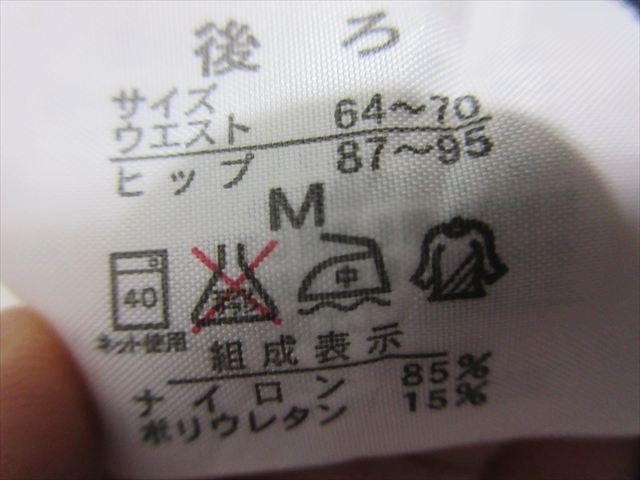 後ろ
サイズ
ウエスト 64〜70
ヒップ 87〜95
M
40 中
ネット使用
組成表示
ナイロン 85%
ポリウレタン 15%